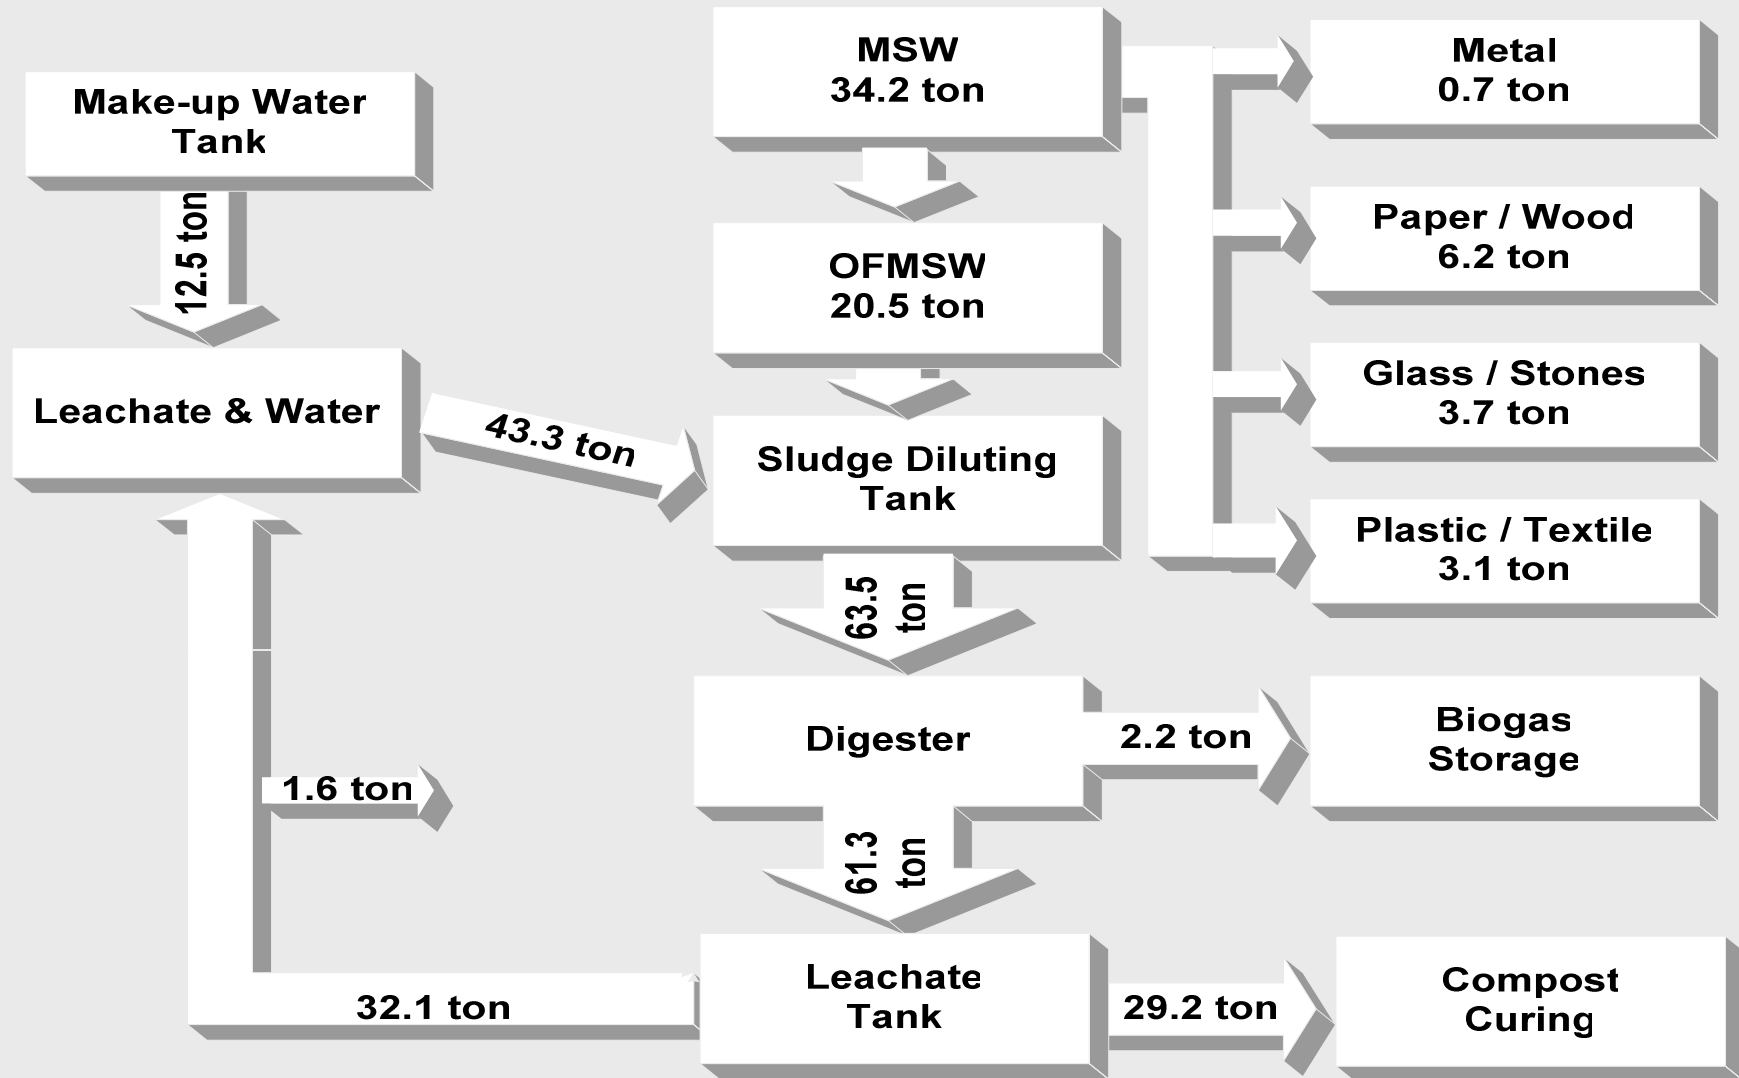 MSW
34.2 ton
Metal
0.7 ton
Make-up Water
Tank
Paper / Wood
6.2 ton
12.5 ton
OFMSW
20.5 ton
Glass / Stones
3.7 ton
Leachate & Water
43.3 ton
Sludge Diluting
Tank
Plastic / Textile
3.1 ton
63.5
ton
Digester
2.2 ton
Biogas
Storage
1.6 ton
61.3
ton
Leachate
Tank
32.1 ton
29.2 ton
Compost
Curing